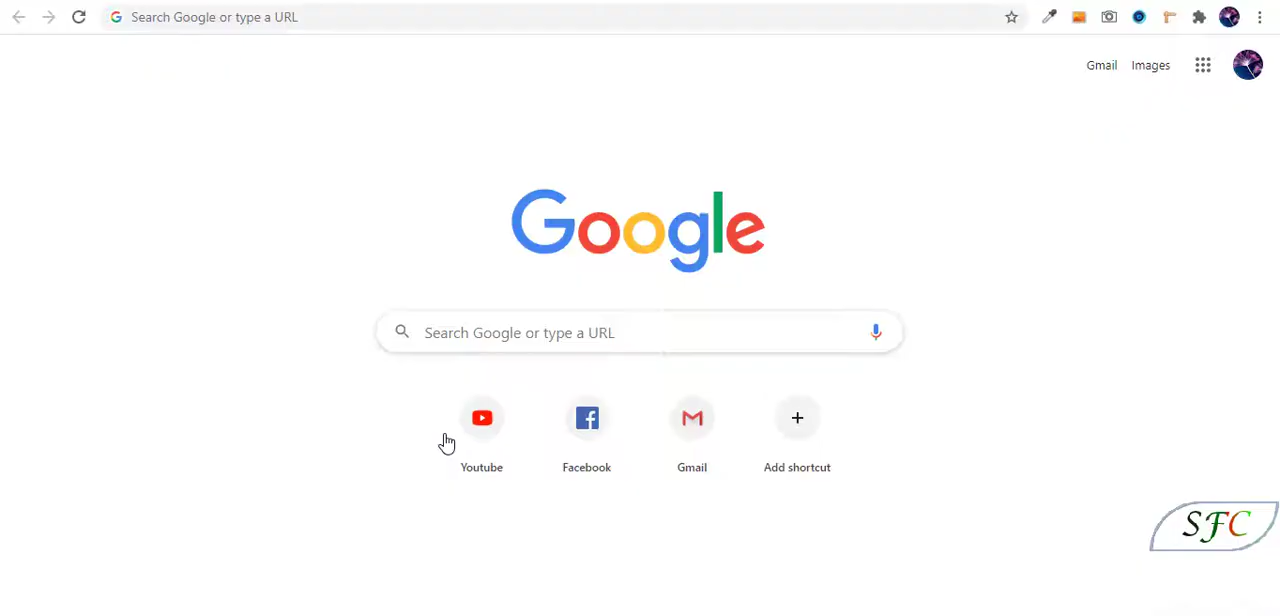 Search Google or type a URL
Gmail Images
Google
Search Google or type a URL
Youtube Facebook Gmail Add shortcut
SFC